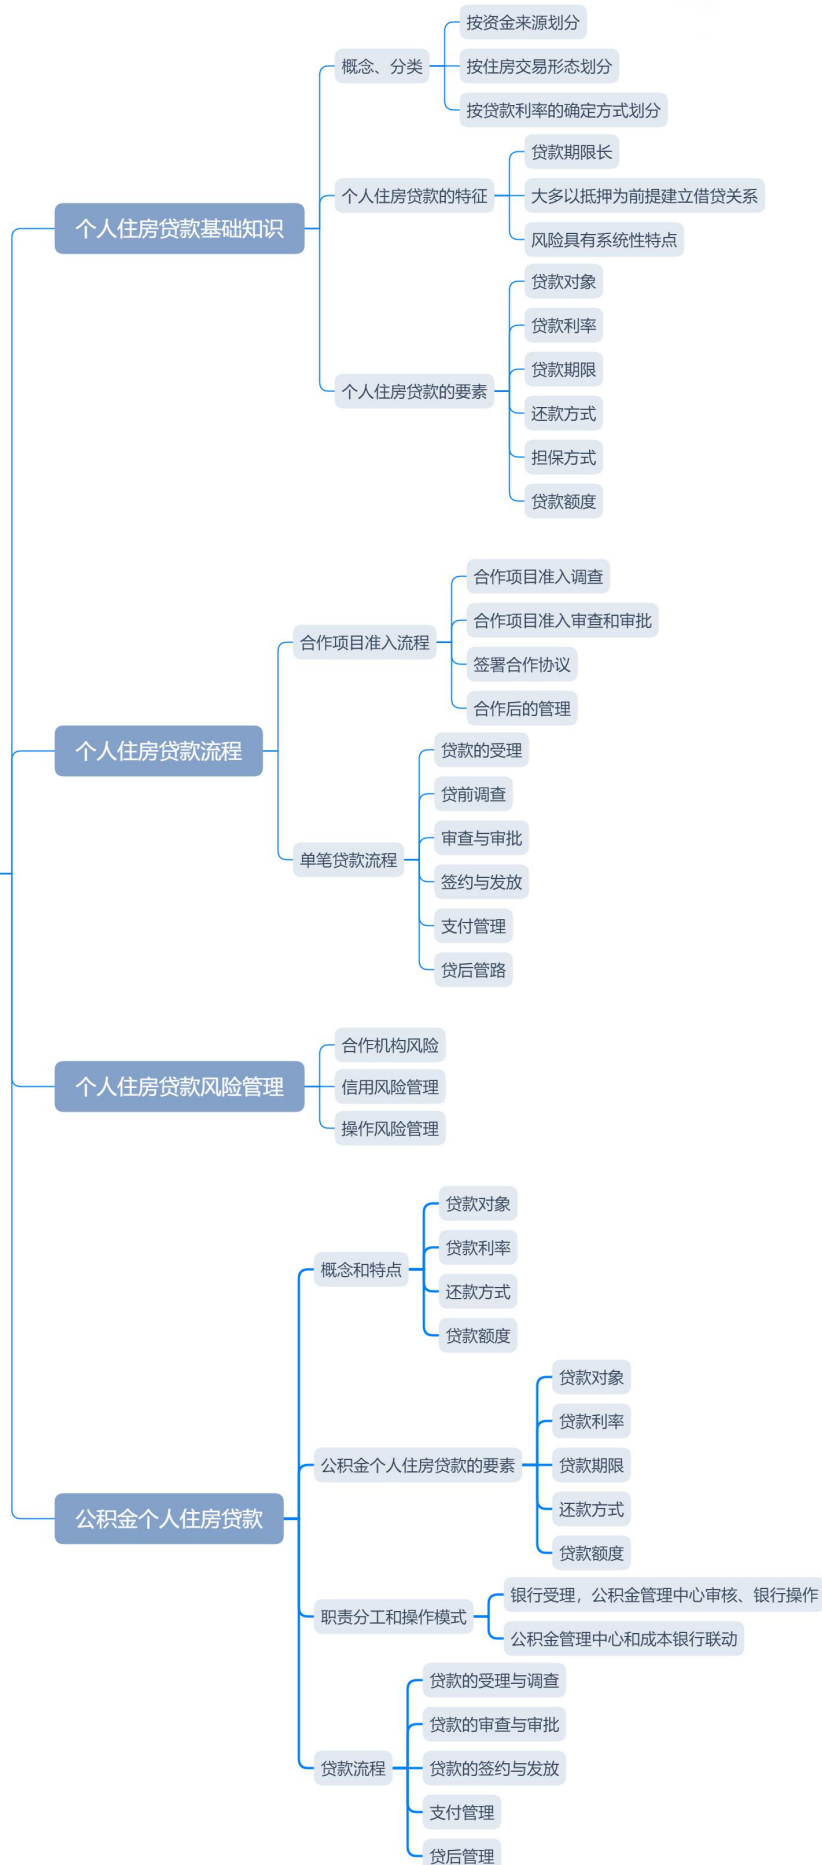 个人住房贷款基础知识
概念、分类
按资金来源划分
按住房交易形态划分
按贷款利率的确定方式划分
个人住房贷款的特征
贷款期限长
大多以抵押为前提建立借贷关系
风险具有系统性特点
个人住房贷款的要素
贷款对象
贷款利率
贷款期限
还款方式
担保方式
贷款额度
个人住房贷款流程
合作项目准入流程
合作项目准入调查
合作项目准入审查和审批
签署合作协议
合作后的管理
单笔贷款流程
贷款的受理
贷前调查
审查与审批
签约与发放
支付管理
贷后管路
个人住房贷款风险管理
合作机构风险
信用风险管理
操作风险管理
公积金个人住房贷款
概念和特点
贷款对象
贷款利率
还款方式
贷款额度
公积金个人住房贷款的要素
贷款对象
贷款利率
贷款期限
还款方式
贷款额度
职责分工和操作模式
银行受理，公积金管理中心审核、银行操作
公积金管理中心和成本银行联动
贷款流程
贷款的受理与调查
贷款的审查与审批
贷款的签约与发放
支付管理
贷后管理